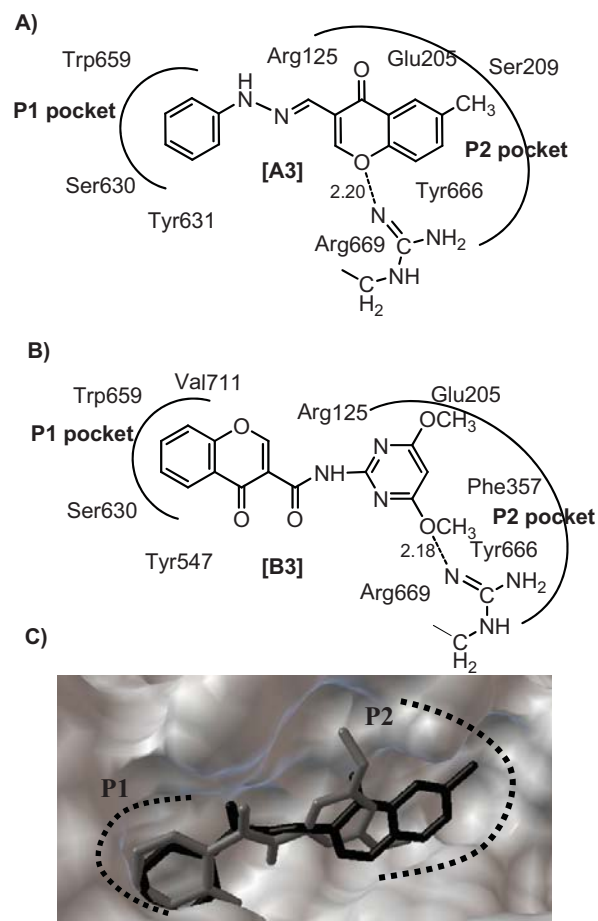 A)
Trp659
Arg125
Glu205
Ser209
P1 pocket
H
N
N
O
CH3
P2 pocket
O
[A3]
Ser630
Tyr631
2.20
Tyr666
N
Arg669
C
NH2
NH
C
H2
B)
Val711
Trp659
Glu205
Arg125
P1 pocket
O
OCH3
N
NH
N
Phe357
P2 pocket
Ser630
O
O
OCH3
2.18
Tyr666
Tyr547
[B3]
Arg669
N
C
NH2
NH
C
H2
C)
P2
P1